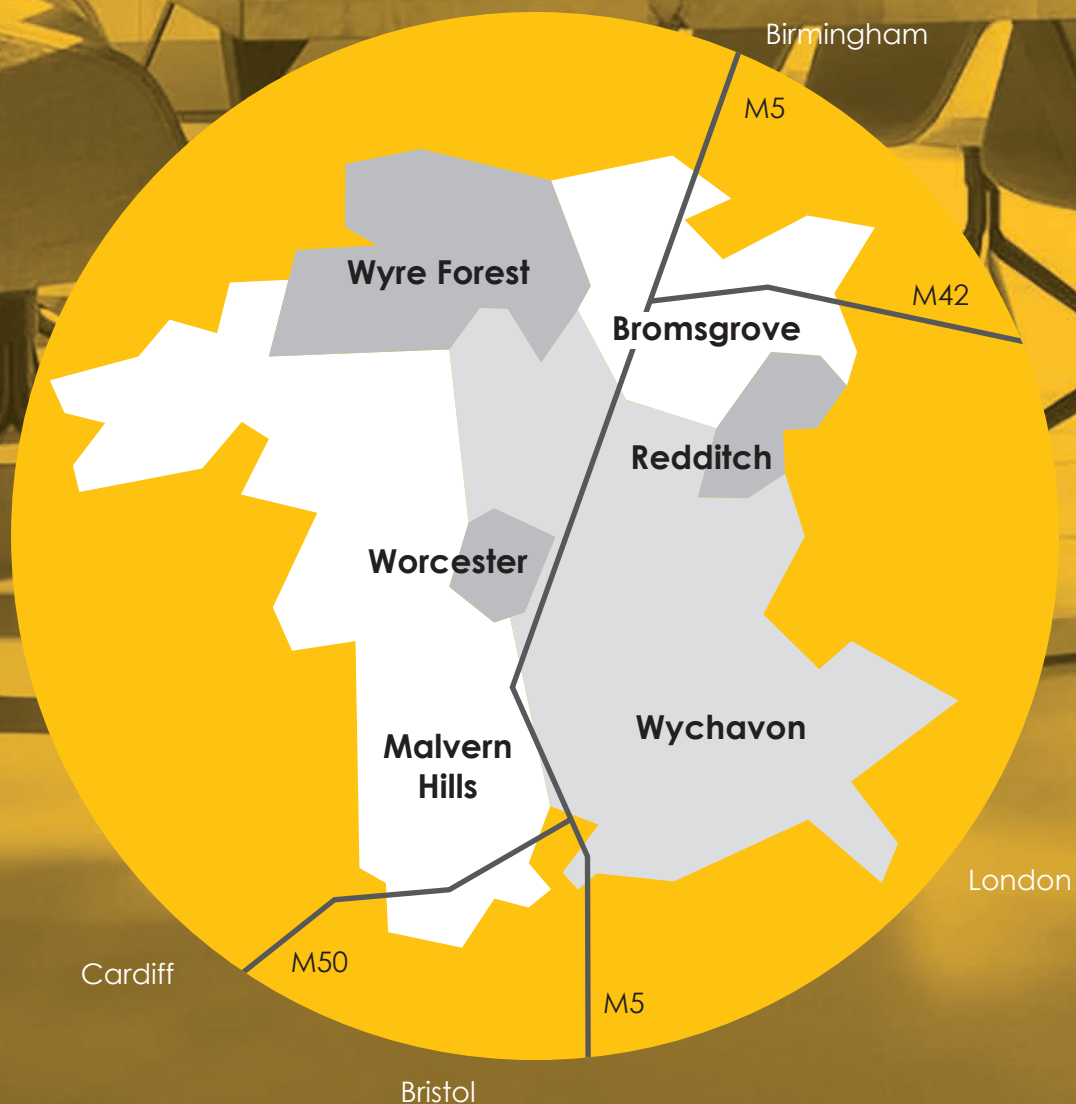 Birmingham
M5
Wyre Forest
M42
Bromsgrove
Redditch
Worcester
Wychavon
Malvern
Hills
London
M50
Cardiff
M5
Bristol